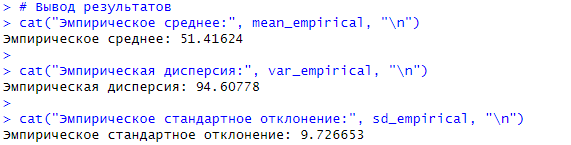 > # Вывод результатов
> cat("Эмпирическое среднее:", mean_empirical, "\n")
Эмпирическое среднее: 51.41624
>
> cat("Эмпирическая дисперсия:", var_empirical, "\n")
Эмпирическая дисперсия: 94.60778
>
> cat("Эмпирическое стандартное отклонение:", sd_empirical, "\n")
Эмпирическое стандартное отклонение: 9.726653